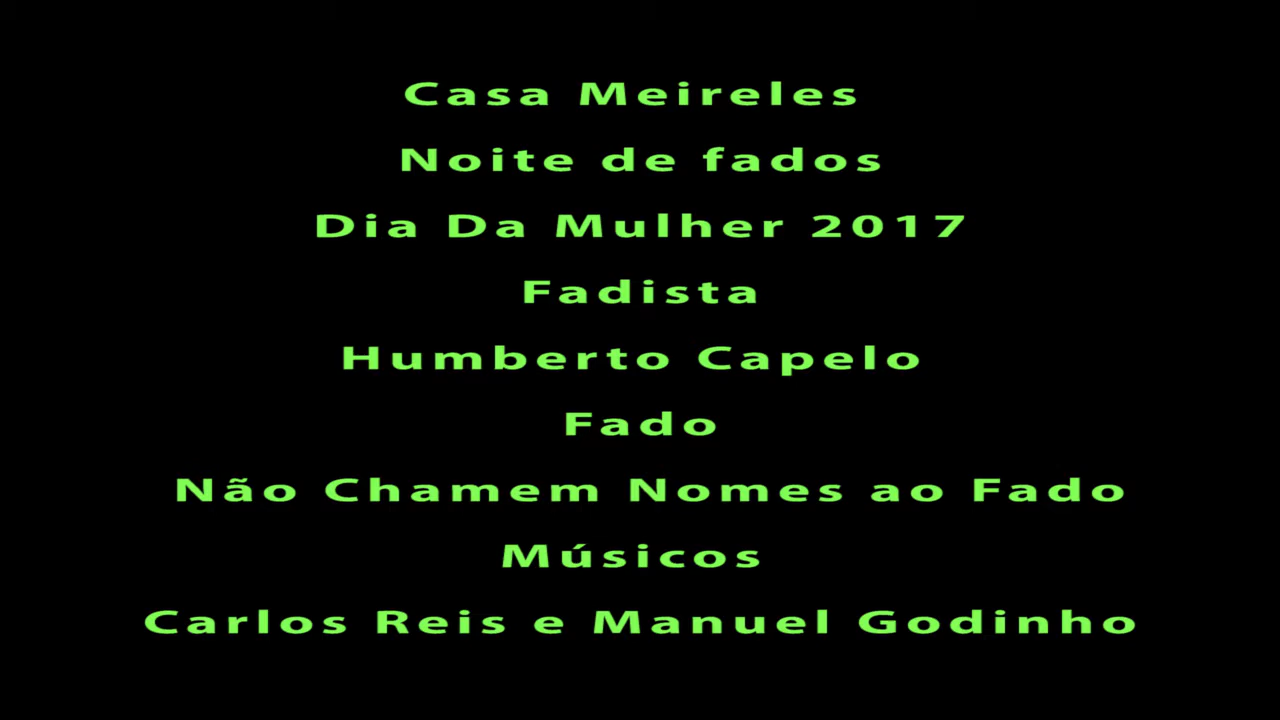 Casa Meireles
Noite de fados
Dia Da Mulher 2017
Fadista
Humberto Capelo
Fado
Não Chamem Nomes ao Fado
Músicos
Carlos Reis e Manuel Godinho